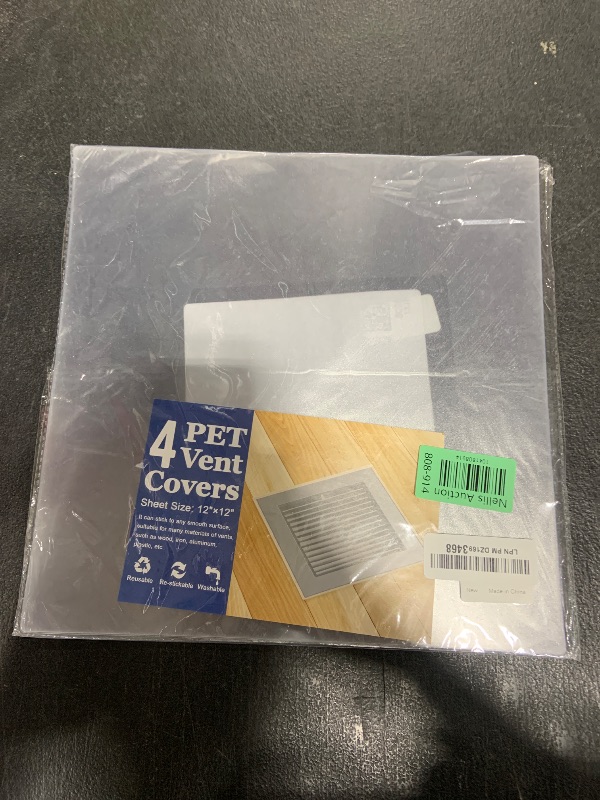 4 PET
Vent
Covers
Sheet Size: 12"×12"
It can stick to any smooth surface,
suitable for many materials of vents,
such as wood, iron, aluminum,
plastic, etc.
Reusable Re-stickable Washable
Nellis Auction
808-914
LPN PM DZ1693468
New Made in China